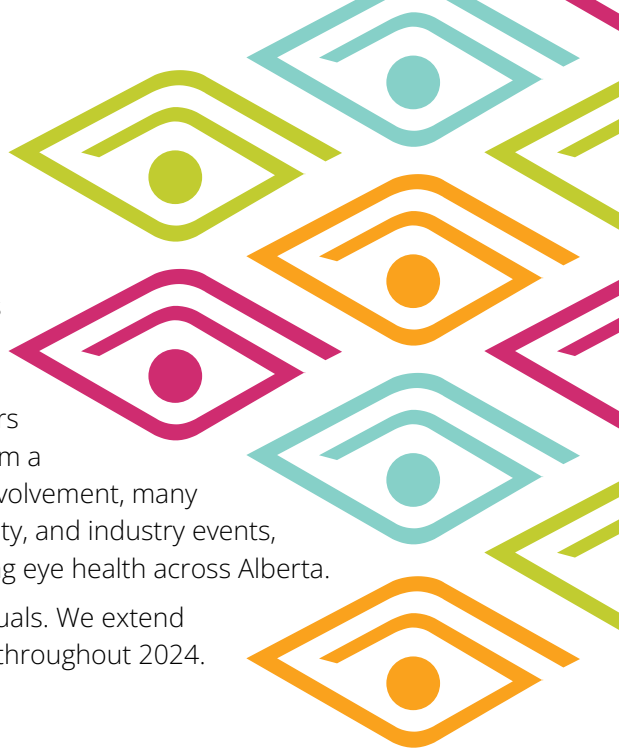 rs
m a
volvement, many
ty, and industry events,
g eye health across Alberta.
uals. We extend
throughout 2024.